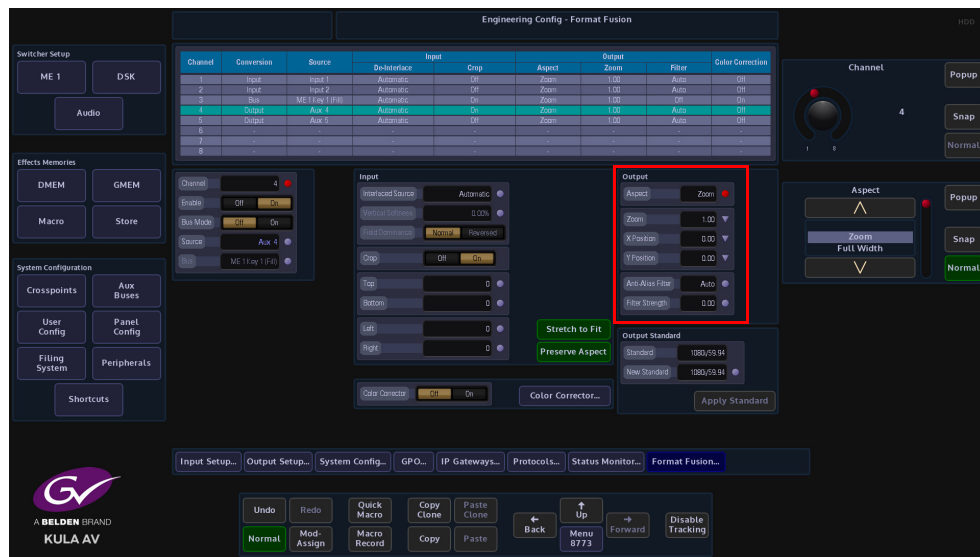 Engineering Config - Format Fusion
HDD
Switcher Setup
ME 1
DSK
Audio
Effects Memories
DMEM
GMEM
Macro
Store
System Configuration
Crosspoints
Aux Buses
User Config
Panel Config
Filing System
Peripherals
Shortcuts
Channel Conversion Source Input Output Color Correction
De-Interlace Crop Aspect Zoom Filter
1 Input Input 1 Automatic Off Zoom 1.00 Auto Off
2 Input Input 2 Automatic Off Zoom 1.00 Auto Off
3 Bus ME 1 Key 1 (Fill) Automatic On Zoom 1.00 Off On
4 Output Aux 4 Automatic On Zoom 1.00 Auto Off
5 Output Aux 5 Automatic Off Zoom 1.00 Auto Off
6 - - - - - - - -
7 - - - - - - - -
8 - - - - - - - -
Channel 4
Enable Off On
Bus Mode Off On
Source Aux 4
Bus ME 1 Key 1 (Fill)
Input
Interlaced Source Automatic
Vertical Softness 0.00%
Field Dominance Normal Reversed
Crop Off On
Top 0
Bottom 0
Left 0
Right 0
Stretch to Fit
Preserve Aspect
Color Corrector Off On
Color Corrector...
Output
Aspect Zoom
Zoom 1.00
X Position 0.00
Y Position 0.00
Anti-Alias Filter Auto
Filter Strength 0.00
Output Standard
Standard 1080i/59.94
New Standard 1080i/59.94
Apply Standard
Channel
4
1 8
Popup
Snap
Normal
Aspect
Zoom
Full Width
Popup
Snap
Normal
Input Setup... Output Setup... System Config... GPO... IP Gateways... Protocols... Status Monitor... Format Fusion...
GV
A BELDEN BRAND
KULA AV
Undo
Redo
Quick Macro
Copy Clone
Paste Clone
Normal
Mod-Assign
Macro Record
Copy
Paste
Back
Up
Menu 8773
Forward
Disable Tracking